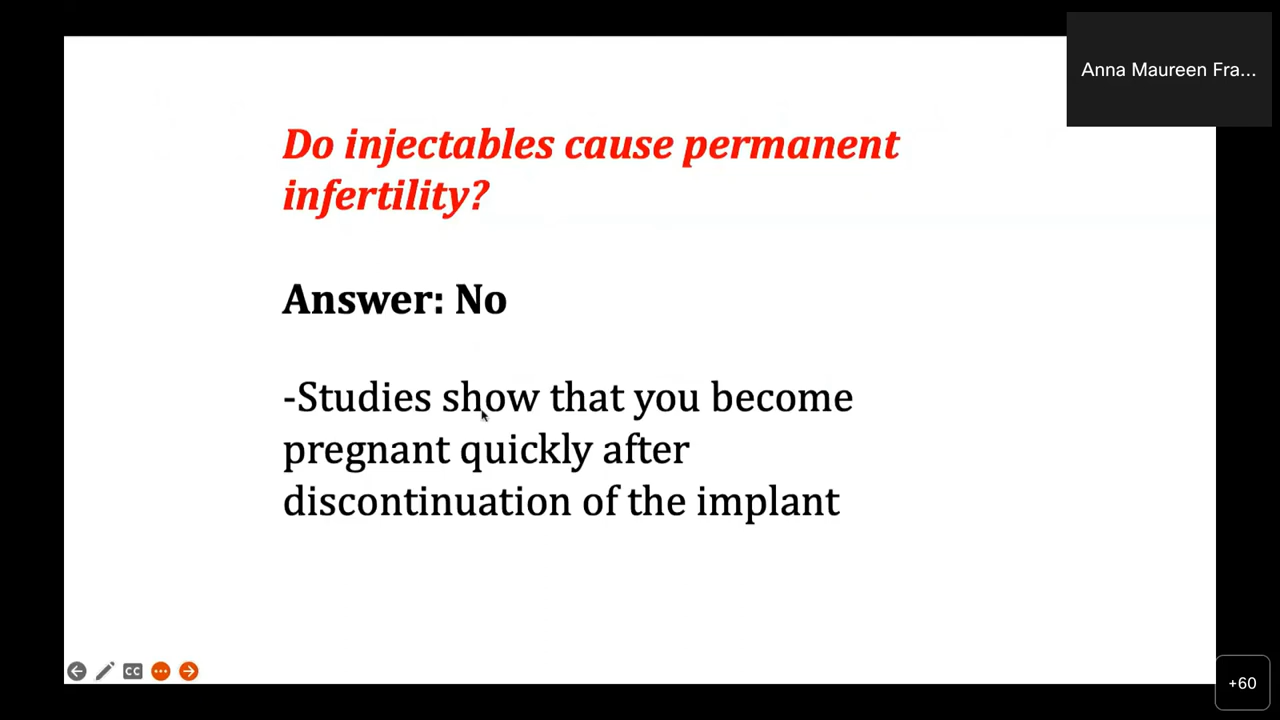 Anna Maureen Fra...
Do injectables cause permanent
infertility?
Answer: No
-Studies show that you become
pregnant quickly after
discontinuation of the implant
CC
+60